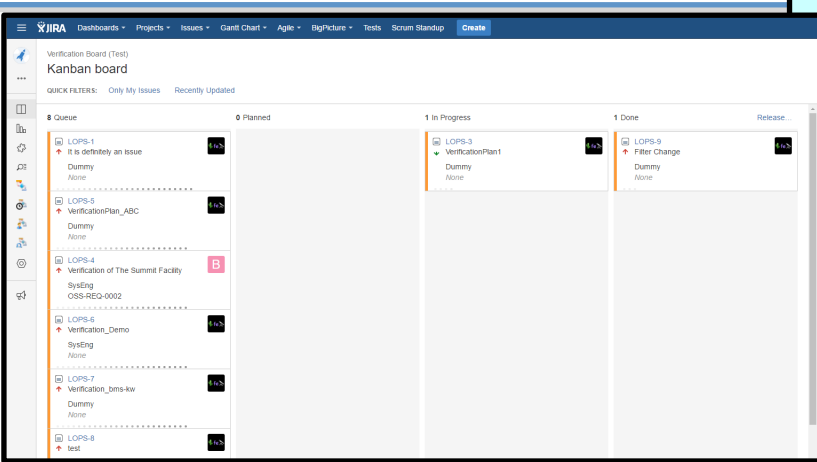 JIRA Dashboards Projects Issues Gantt Chart Agile BigPicture Tests Scrum Standup Create
Verification Board (Test)
Kanban board
QUICK FILTERS: Only My Issues Recently Updated
8 Queue 0 Planned 1 In Progress 1 Done Release...
LOPS-1
It is definitely an issue
Dummy
None
LOPS-5
VerificationPlan_ABC
Dummy
None
LOPS-4
Verification of The Summit Facility
B
SysEng
OSS-REQ-0002
LOPS-6
Verification_Demo
SysEng
None
LOPS-7
Verification_bms-kw
Dummy
None
LOPS-8
test
LOPS-3
VerificationPlan1
Dummy
None
LOPS-9
Filter Change
Dummy
None